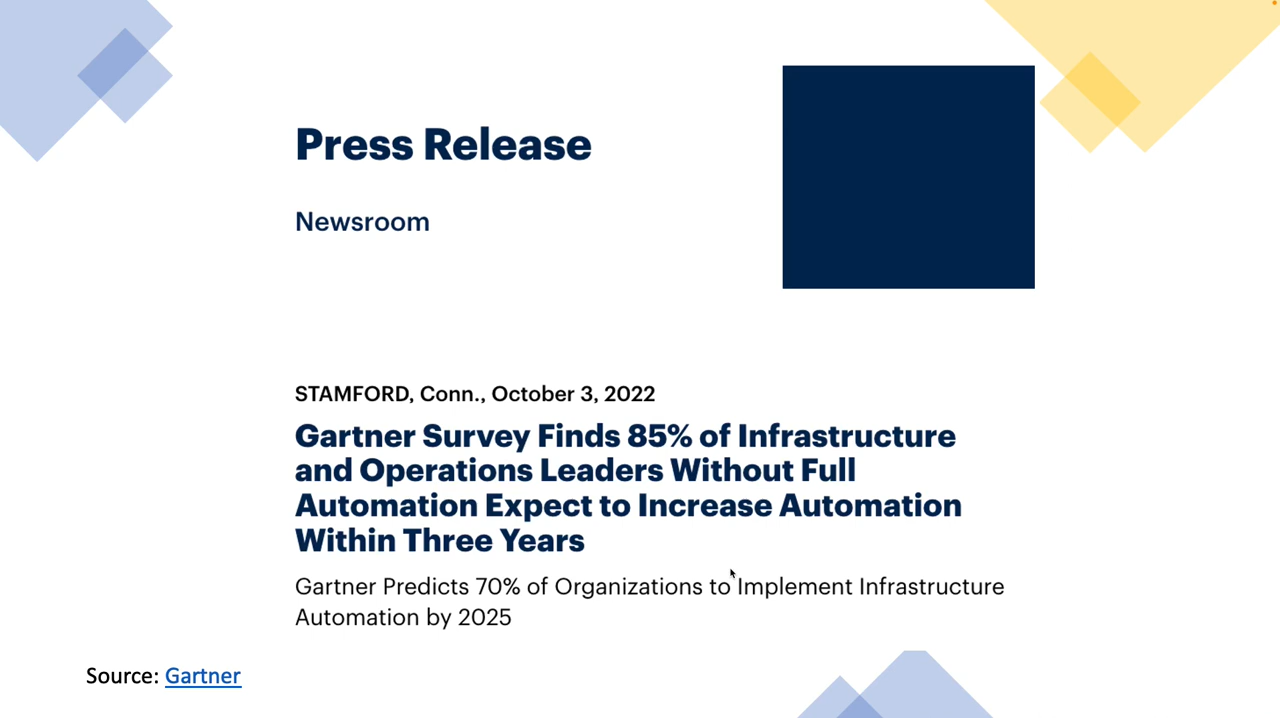 Press Release
Newsroom
STAMFORD, Conn., October 3, 2022
Gartner Survey Finds 85% of Infrastructure
and Operations Leaders Without Full
Automation Expect to Increase Automation
Within Three Years
Gartner Predicts 70% of Organizations to Implement Infrastructure
Automation by 2025
Source: Gartner